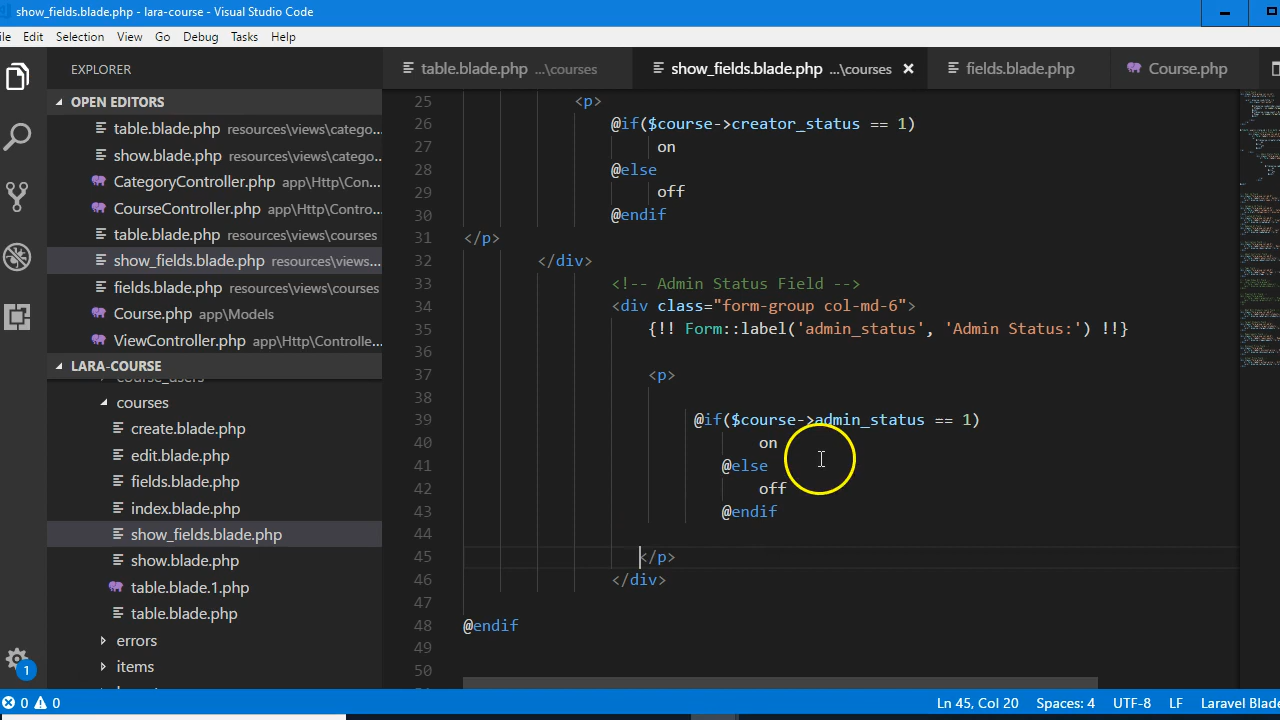 show_fields.blade.php - lara-course - Visual Studio Code
ile Edit Selection View Go Debug Tasks Help
EXPLORER
OPEN EDITORS
table.blade.php resources\views\catego...
show.blade.php resources\views\catego...
CategoryController.php app\Http\Con...
CourseController.php app\Http\Contro...
table.blade.php resources\views\courses
show_fields.blade.php resources\views...
fields.blade.php resources\views\courses
Course.php app\Models
ViewController.php app\Http\Controlle...
LARA-COURSE
course_users
courses
create.blade.php
edit.blade.php
fields.blade.php
index.blade.php
show_fields.blade.php
show.blade.php
table.blade.1.php
table.blade.php
errors
items
1
table.blade.php ...\courses
show_fields.blade.php ...\courses
fields.blade.php
Course.php
25 <p>
26 @if($course->creator_status == 1)
27 on
28 @else
29 off
30 @endif
31 </p>
32 </div>
33 <!-- Admin Status Field -->
34 <div class="form-group col-md-6">
35 {!! Form::label('admin_status', 'Admin Status:') !!}
36
37 <p>
38
39 @if($course->admin_status == 1)
40 on
41 @else
42 off
43 @endif
44
45 </p>
46 </div>
47
48 @endif
49
50
0 0 Ln 45, Col 20 Spaces: 4 UTF-8 LF Laravel Blade